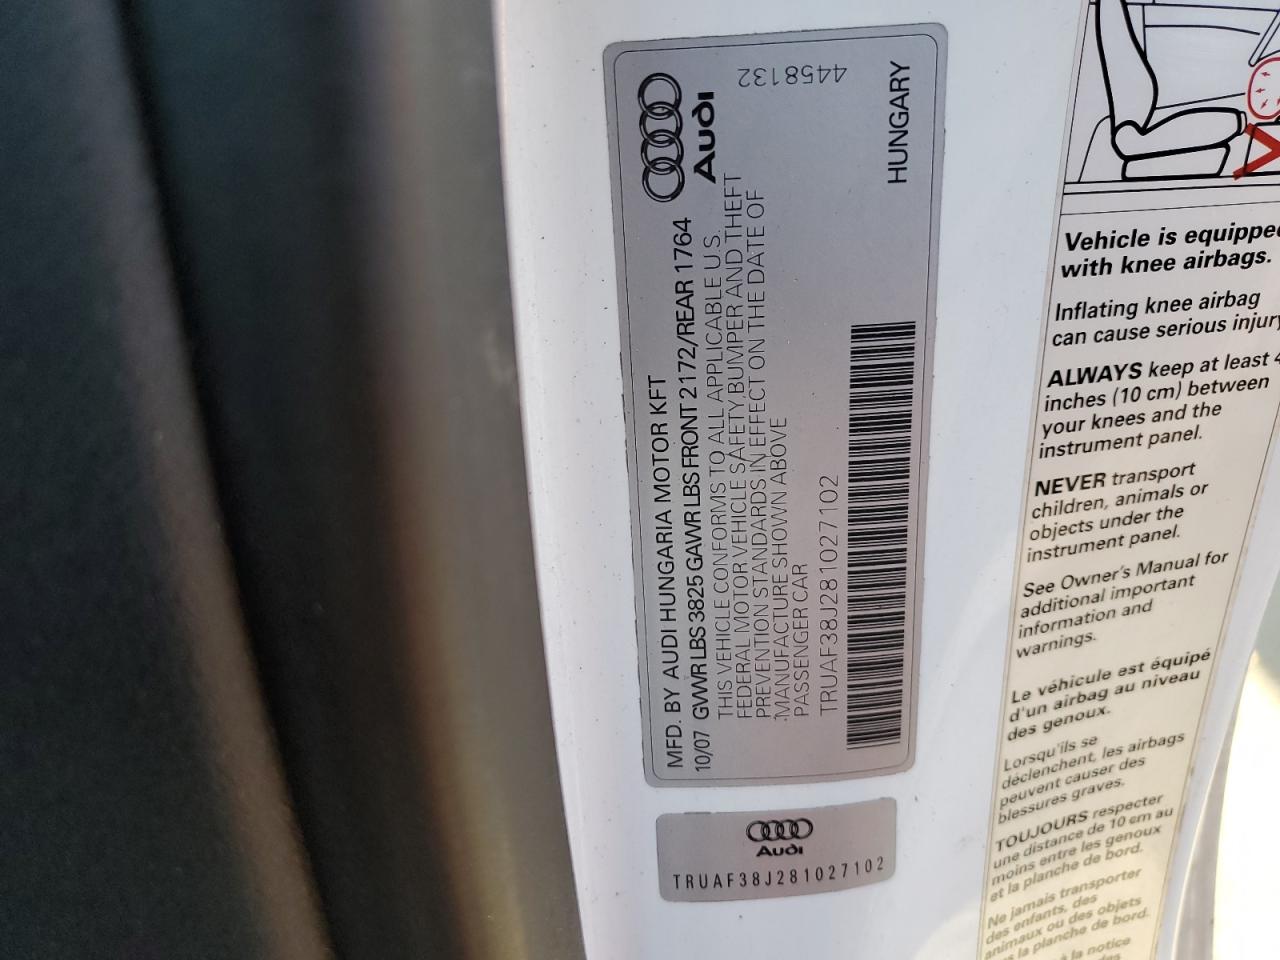 Audi
4458132
HUNGARY
MFD. BY AUDI HUNGARIA MOTOR KFT
10/07 GVWR LBS 3825 GAWR LBS FRONT 2172/REAR 1764
THIS VEHICLE CONFORMS TO ALL APPLICABLE U.S.
FEDERAL MOTOR VEHICLE SAFETY, BUMPER AND THEFT
PREVENTION STANDARDS IN EFFECT ON THE DATE OF
MANUFACTURE SHOWN ABOVE
PASSENGER CAR
TRUAF38J281027102
Audi
TRUAF38J281027102
Vehicle is equipped
with knee airbags.
Inflating knee airbag
can cause serious injury
ALWAYS keep at least 4
inches (10 cm) between
your knees and the
instrument panel.
NEVER transport
children, animals or
objects under the
instrument panel.
See Owner's Manual for
additional important
information and
warnings.
Le véhicule est équipé
d'un airbag au niveau
des genoux.
Lorsqu'ils se
déclenchent, les airbags
peuvent causer des
blessures graves.
TOUJOURS respecter
une distance de 10 cm au
moins entre les genoux
et la planche de bord.
Ne jamais transporter
des enfants, des
animaux ou des objets
la planche de bord.
à la notice